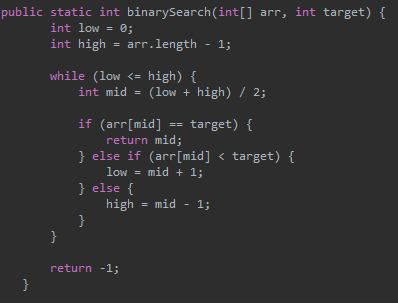 public static int binarySearch(int[] arr, int target) {
int low = 0;
int high = arr.length - 1;
while (low <= high) {
int mid = (low + high) / 2;
if (arr[mid] == target) {
return mid;
} else if (arr[mid] < target) {
low = mid + 1;
} else {
high = mid - 1;
}
}
return -1;
}